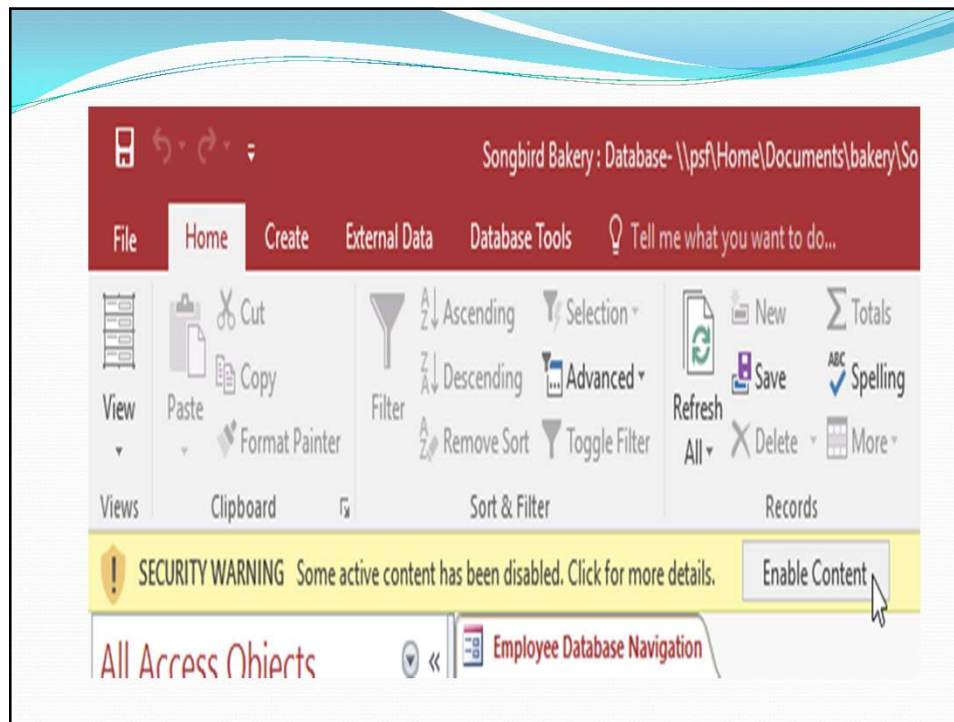 Songbird Bakery : Database- \\psf\Home\Documents\bakery\So
File Home Create External Data Database Tools Tell me what you want to do...
View
Paste
Cut
Copy
Format Painter
Filter
Ascending
Descending
Remove Sort
Selection
Advanced
Toggle Filter
Refresh
All
New
Save
Delete
Totals
Spelling
More
Views Clipboard Sort & Filter Records
SECURITY WARNING Some active content has been disabled. Click for more details. Enable Content
All Access Objects Employee Database Navigation